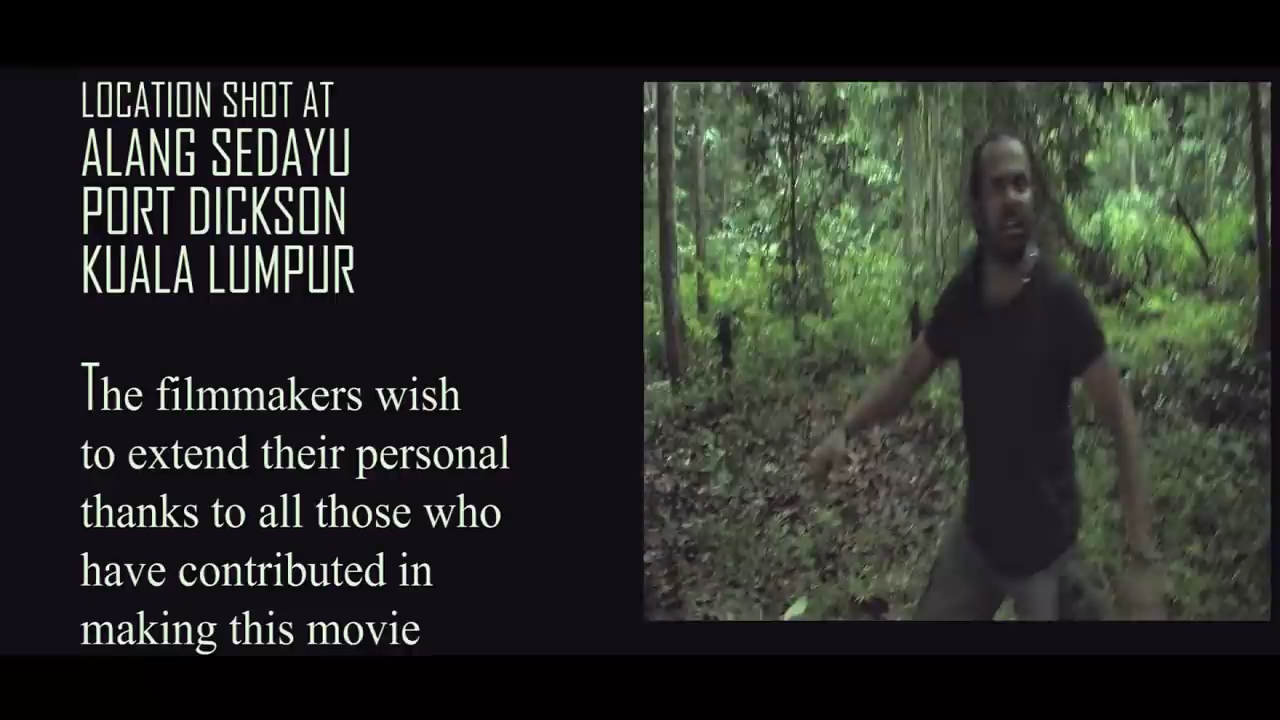 LOCATION SHOT AT
ALANG SEDAYU
PORT DICKSON
KUALA LUMPUR
The filmmakers wish
to extend their personal
thanks to all those who
have contributed in
making this movie